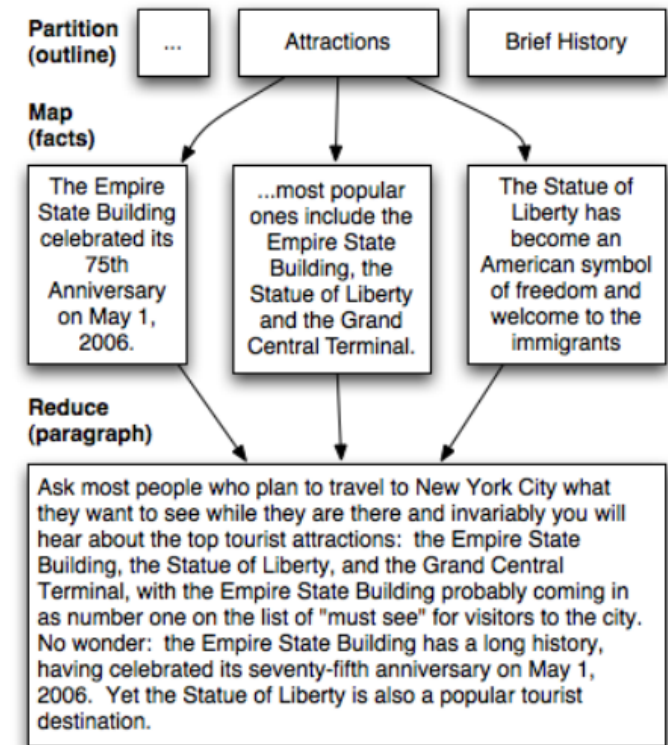 Partition
(outline)
...
Attractions
Brief History
Map
(facts)
The Empire
State Building
celebrated its
75th
Anniversary
on May 1,
2006.
...most popular
ones include the
Empire State
Building, the
Statue of Liberty
and the Grand
Central Terminal.
The Statue of
Liberty has
become an
American symbol
of freedom and
welcome to the
immigrants
Reduce
(paragraph)
Ask most people who plan to travel to New York City what
they want to see while they are there and invariably you will
hear about the top tourist attractions:  the Empire State
Building, the Statue of Liberty, and the Grand Central
Terminal, with the Empire State Building probably coming in
as number one on the list of "must see" for visitors to the city.
No wonder:  the Empire State Building has a long history,
having celebrated its seventy-fifth anniversary on May 1,
2006.  Yet the Statue of Liberty is also a popular tourist
destination.